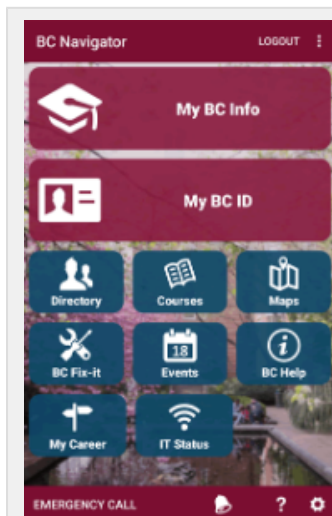 BC Navigator LOGOUT
My BC Info
My BC ID
Directory Courses Maps
18
BC Fix-it Events BC Help
My Career IT Status
EMERGENCY CALL ?